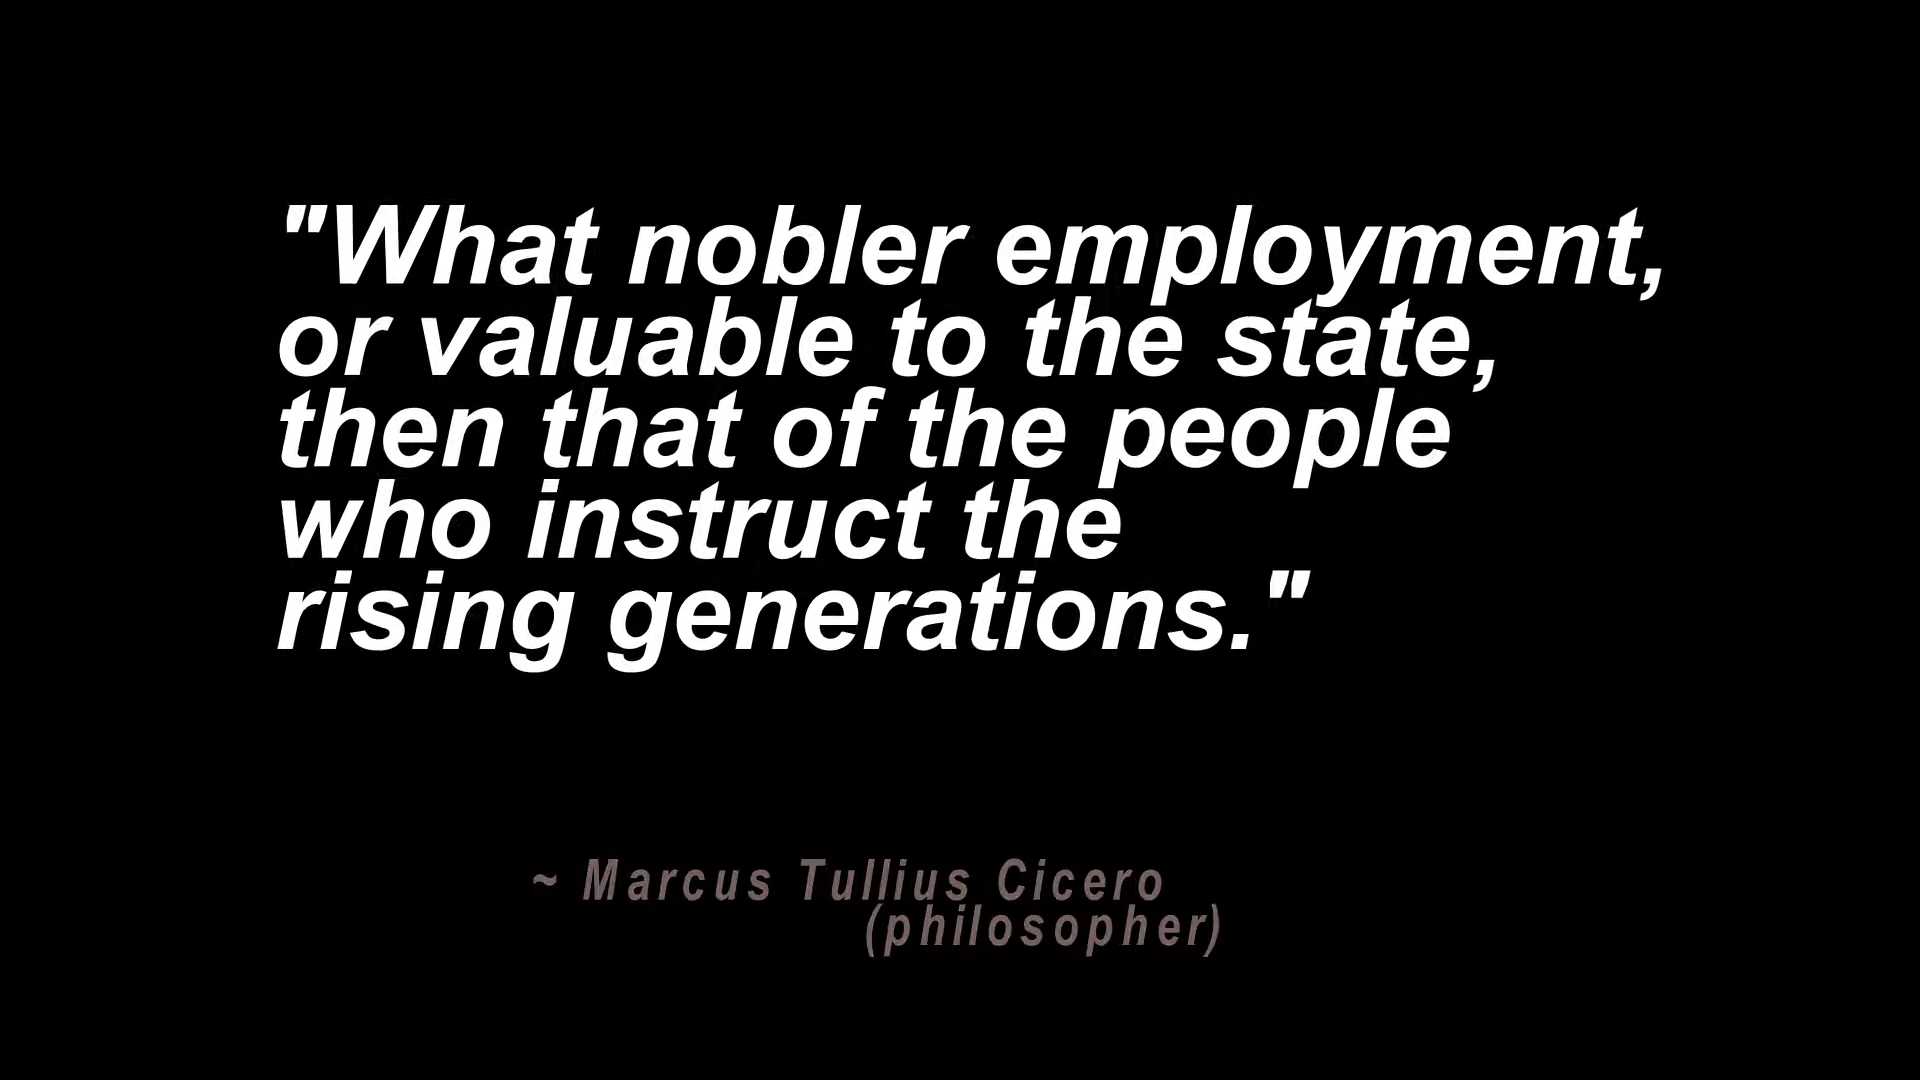 "What nobler employment,
or valuable to the state,
then that of the people
who instruct the
rising generations."
~ Marcus Tullius Cicero
(philosopher)